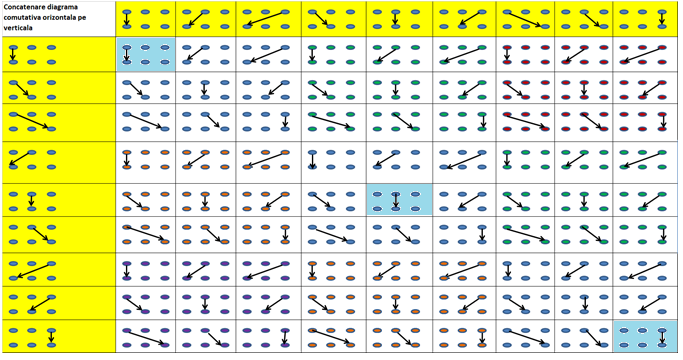 Concatenare diagrama
comutativa orizontala pe
verticala